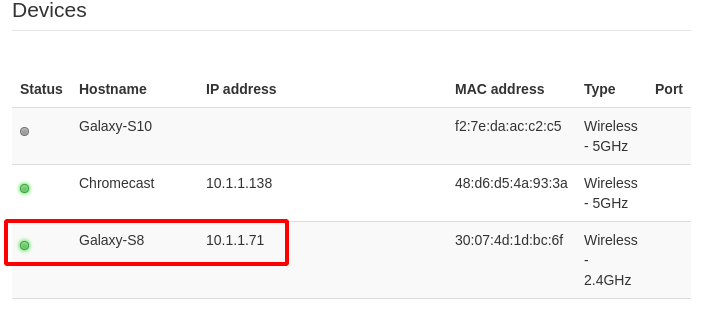 Devices
Status Hostname IP address MAC address Type Port
Galaxy-S10 f2:7e:da:ac:c2:c5 Wireless
- 5GHz
Chromecast 10.1.1.138 48:d6:d5:4a:93:3a Wireless
- 5GHz
Galaxy-S8 10.1.1.71 30:07:4d:1d:bc:6f Wireless
-
2.4GHz